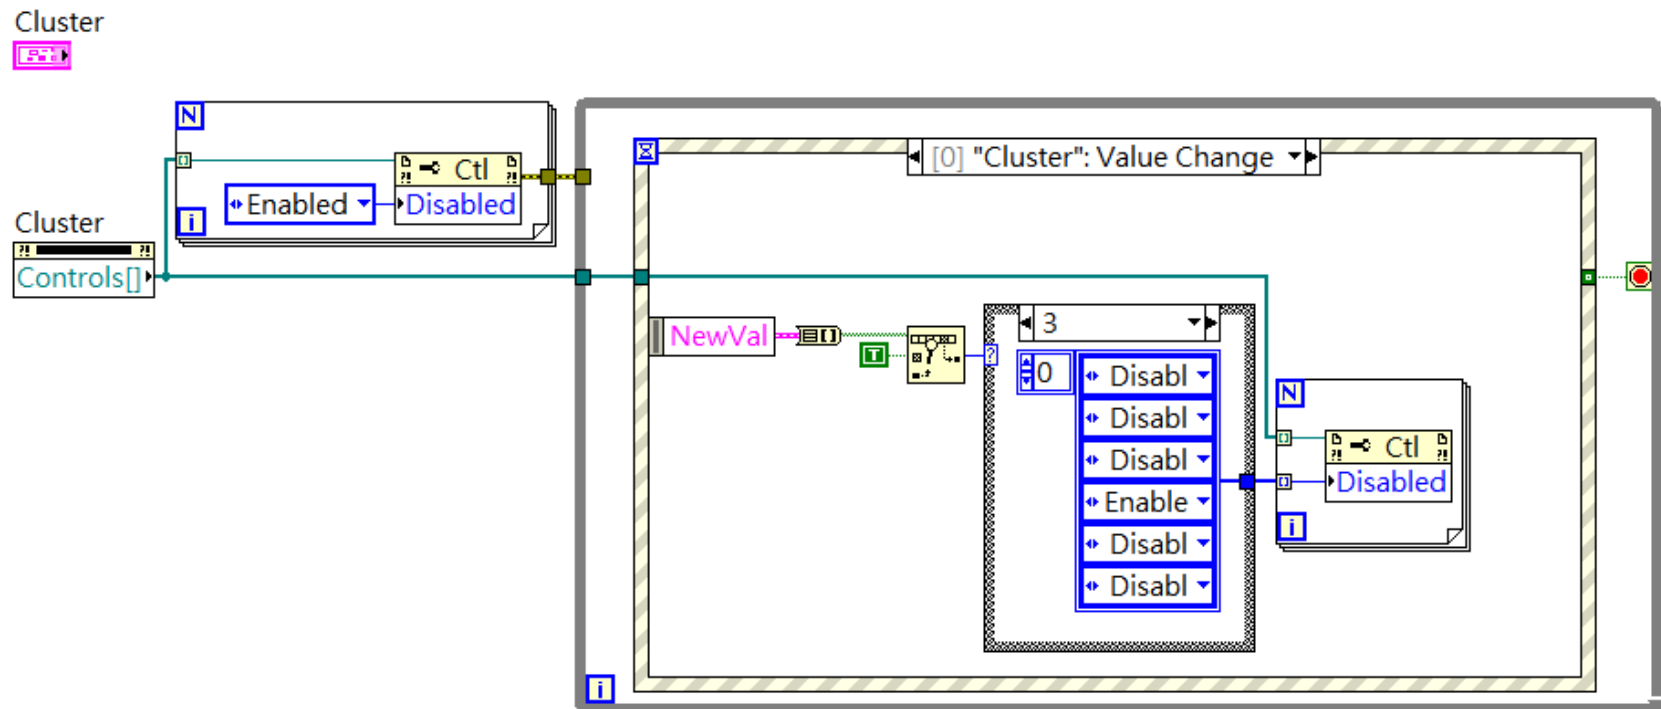 Cluster
N
Ctl
Enabled
Disabled
i
Cluster
Controls[]
[0] "Cluster": Value Change
NewVal
T
3
?
0
Disabl
Disabl
Disabl
Enable
Disabl
Disabl
N
Ctl
Disabled
i
i